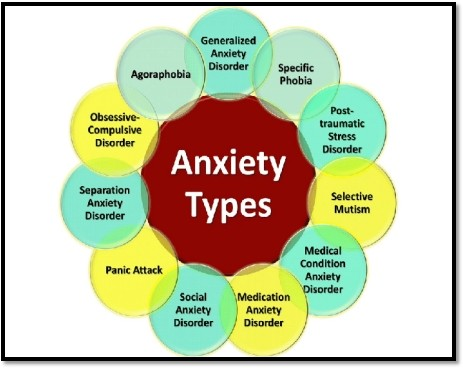 Generalized
Anxiety
Disorder
Specific
Phobia
Post-
traumatic
Stress
Disorder
Selective
Mutism
Medical
Condition
Anxiety
Disorder
Medication
Anxiety
Disorder
Social
Anxiety
Disorder
Panic Attack
Separation
Anxiety
Disorder
Obsessive-
Compulsive
Disorder
Agoraphobia
Anxiety
Types